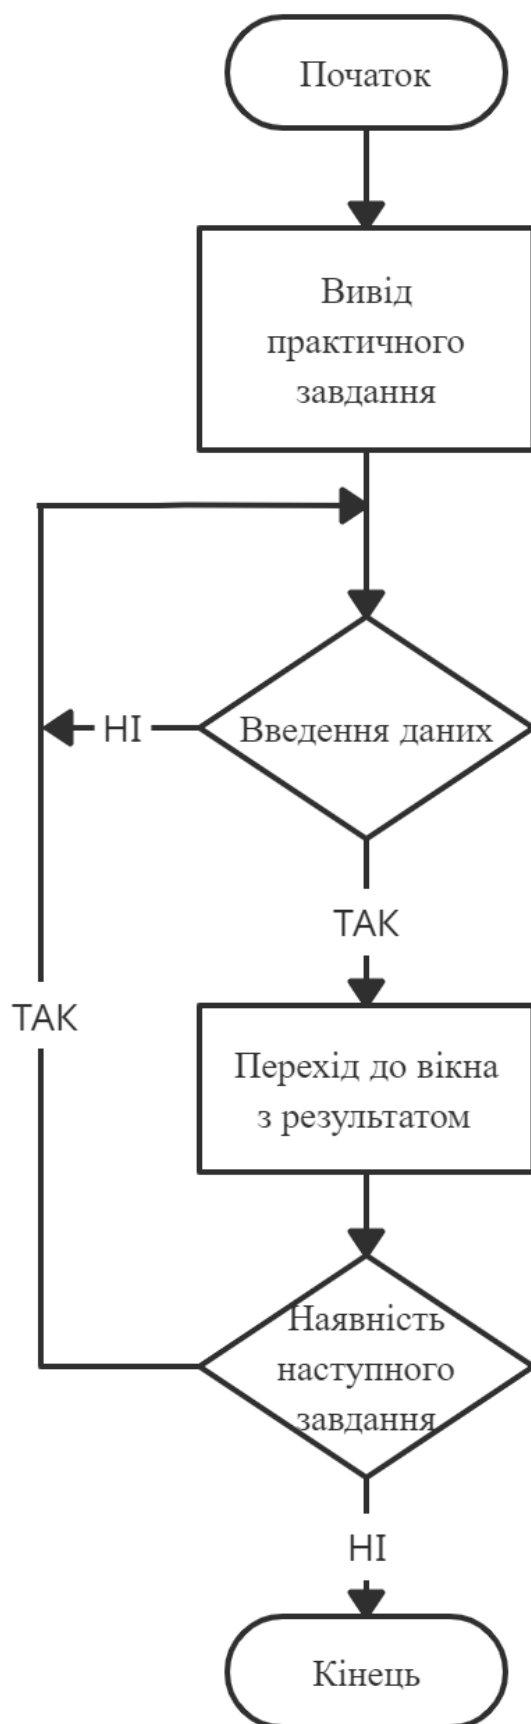 Початок
Вивід
практичного
завдання
НІ
Введення даних
ТАК
ТАК
Перехід до вікна
з результатом
Наявність
наступного
завдання
НІ
Кінець